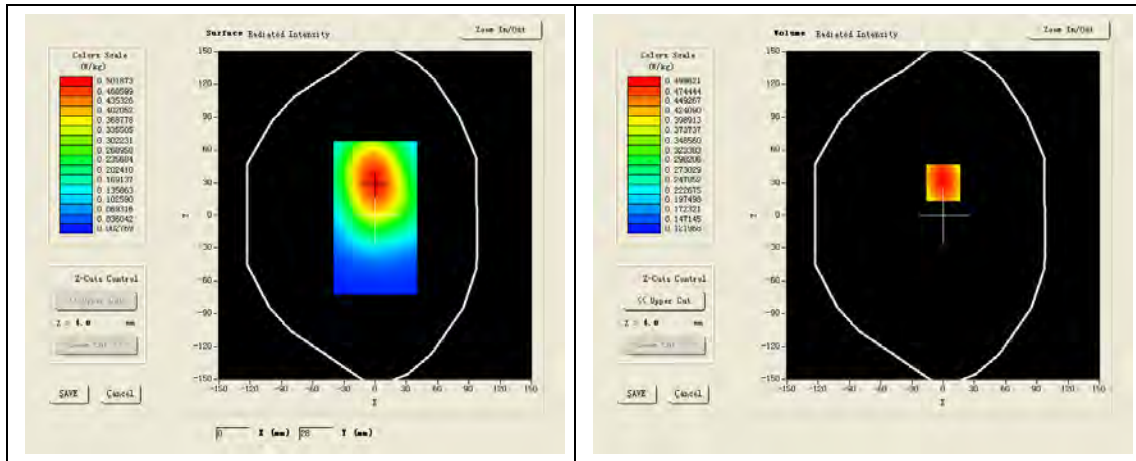 Surface Radiated Intensity
Zoom In/Out
Colors Scale
(W/kg)
0.501873
0.468599
0.435326
0.402052
0.368778
0.335505
0.302231
0.268958
0.235684
0.202410
0.169137
0.135863
0.102590
0.069316
0.036042
0.002769
150
120
90
60
30
0
-30
-60
-90
-120
-150
Y
-150 -120 -90 -60 -30 0 30 60 90 120 150
X
Z-Cuts Control
<< Upper Cut
Z = 4.0 mm
SAVE Cancel
0 X (mm) 28 Y (mm)
Volume Radiated Intensity
Zoom In/Out
Colors Scale
(W/kg)
0.499621
0.474444
0.449267
0.424090
0.398913
0.373737
0.348560
0.323383
0.298206
0.273029
0.247852
0.222675
0.197498
0.172321
0.147145
0.121968
150
120
90
60
30
0
-30
-60
-90
-120
-150
Y
-150 -120 -90 -60 -30 0 30 60 90 120 150
X
Z-Cuts Control
<< Upper Cut
Z = 4.0 mm
SAVE Cancel